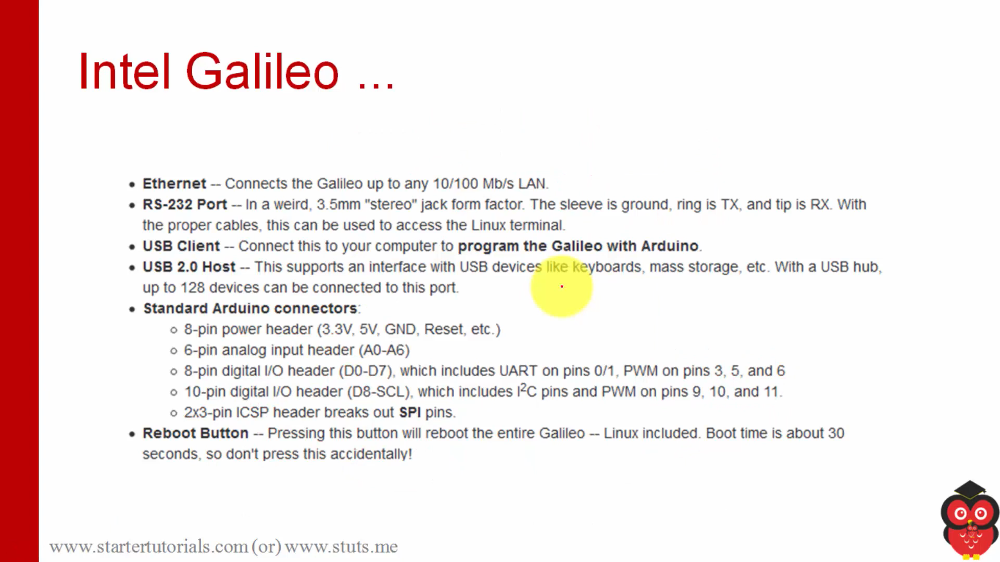 Intel Galileo ...
• Ethernet -- Connects the Galileo up to any 10/100 Mb/s LAN.
• RS-232 Port -- In a weird, 3.5mm "stereo" jack form factor. The sleeve is ground, ring is TX, and tip is RX. With
the proper cables, this can be used to access the Linux terminal.
• USB Client -- Connect this to your computer to program the Galileo with Arduino.
• USB 2.0 Host -- This supports an interface with USB devices like keyboards, mass storage, etc. With a USB hub,
up to 128 devices can be connected to this port.
• Standard Arduino connectors:
○ 8-pin power header (3.3V, 5V, GND, Reset, etc.)
○ 6-pin analog input header (A0-A6)
○ 8-pin digital I/O header (D0-D7), which includes UART on pins 0/1, PWM on pins 3, 5, and 6
○ 10-pin digital I/O header (D8-SCL), which includes I²C pins and PWM on pins 9, 10, and 11.
○ 2x3-pin ICSP header breaks out SPI pins.
• Reboot Button -- Pressing this button will reboot the entire Galileo -- Linux included. Boot time is about 30
seconds, so don't press this accidentally!
www.startertutorials.com (or) www.stuts.me